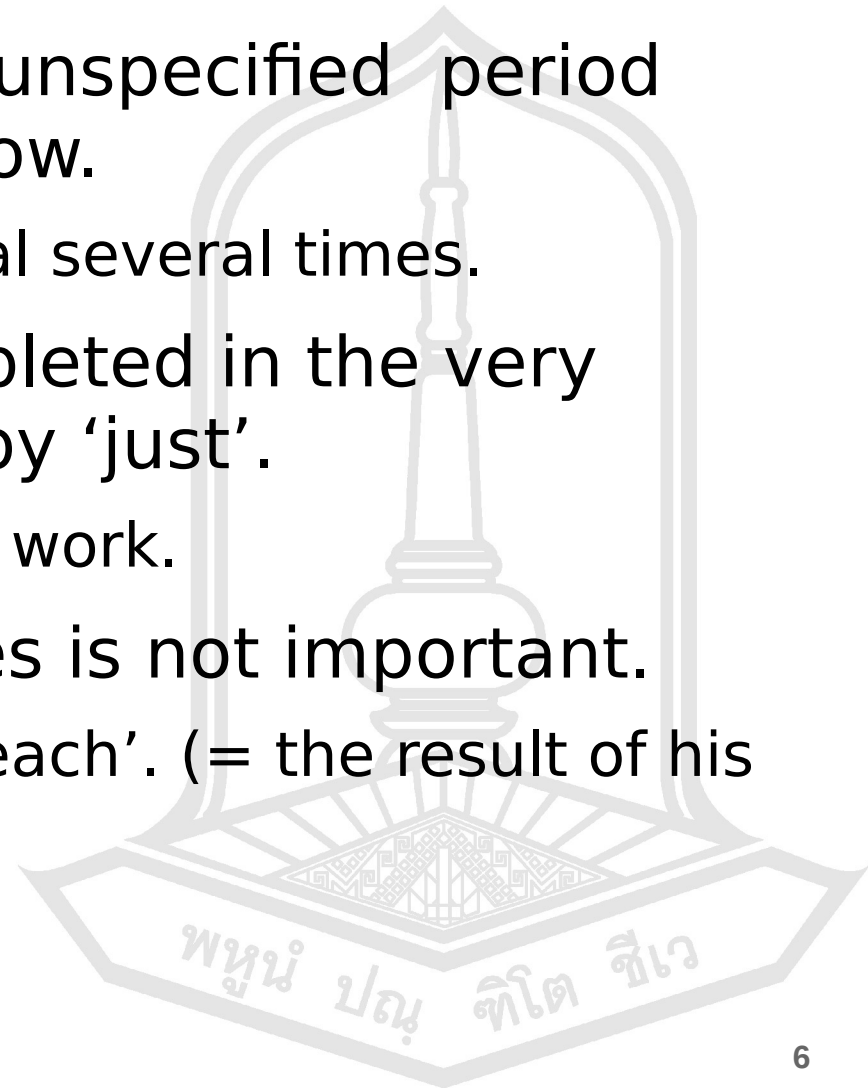 unspecified period
ow.
al several times.
pleted in the very
by ‘just’.
work.
es is not important.
each’. (= the result of his
พหูนํ ปณฺฑิโต ชีเว
6